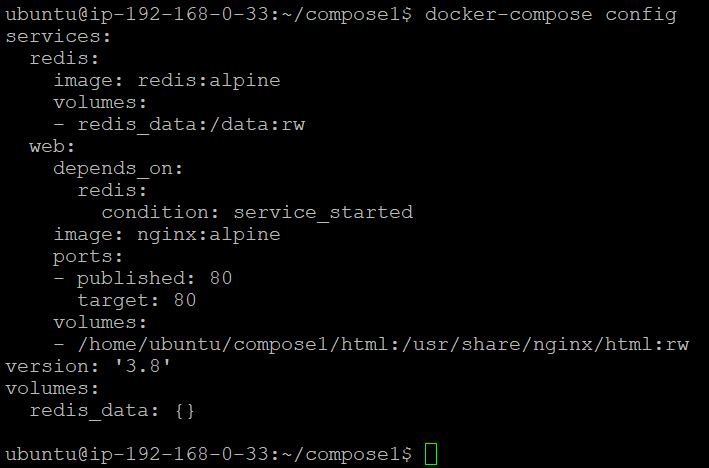 ubuntu@ip-192-168-0-33:~/compose1$ docker-compose config
services:
  redis:
    image: redis:alpine
    volumes:
    - redis_data:/data:rw
  web:
    depends_on:
      redis:
        condition: service_started
    image: nginx:alpine
    ports:
    - published: 80
      target: 80
    volumes:
    - /home/ubuntu/compose1/html:/usr/share/nginx/html:rw
version: '3.8'
volumes:
  redis_data: {}

ubuntu@ip-192-168-0-33:~/compose1$